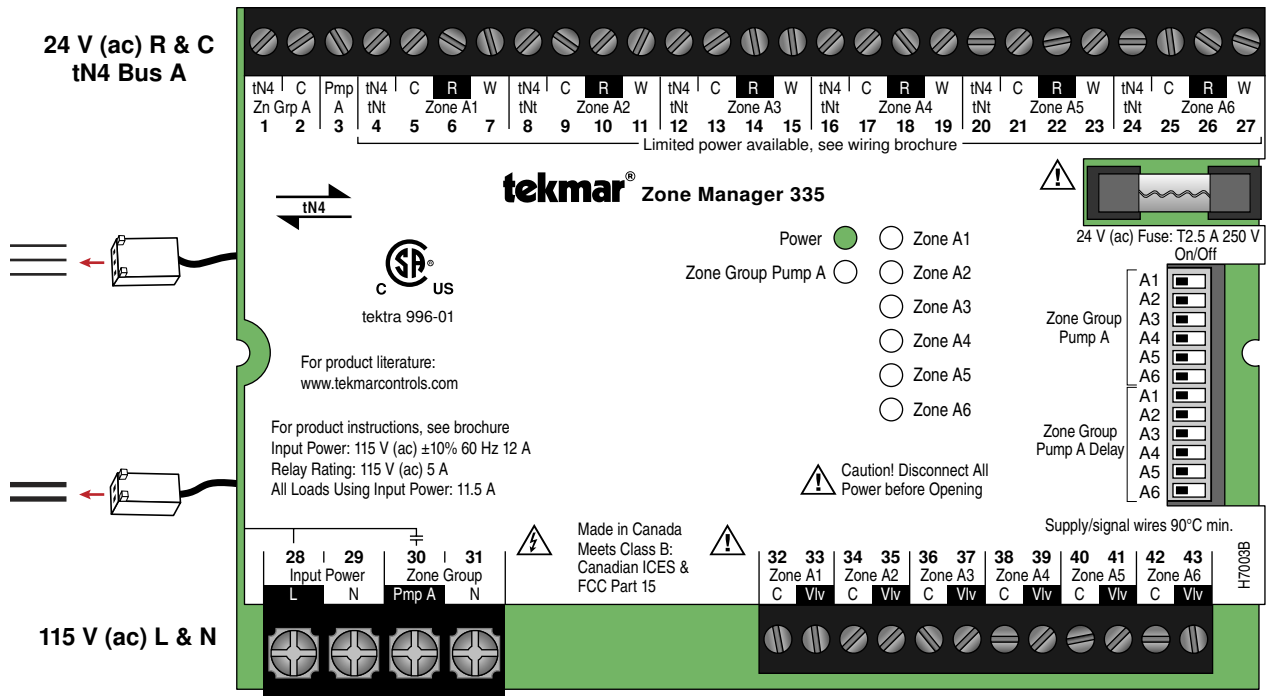 24 V (ac) R & C
tN4 Bus A
tN4 C Pmp tN4 C R W tN4 C R W tN4 C R W tN4 C R W tN4 C R W tN4 C R W
Zn Grp A A tNt Zone A1 tNt Zone A2 tNt Zone A3 tNt Zone A4 tNt Zone A5 tNt Zone A6
1 2 3 4 5 6 7 8 9 10 11 12 13 14 15 16 17 18 19 20 21 22 23 24 25 26 27
Limited power available, see wiring brochure
tekmar® Zone Manager 335
tN4
24 V (ac) Fuse: T2.5 A 250 V
Power
Zone Group Pump A
Zone A1
Zone A2
Zone A3
Zone A4
Zone A5
Zone A6
On/Off
Zone Group
Pump A
A1
A2
A3
A4
A5
A6
Zone Group
Pump A Delay
A1
A2
A3
A4
A5
A6
CSA®
C US
tektra 996-01
For product literature:
www.tekmarcontrols.com
For product instructions, see brochure
Input Power: 115 V (ac) ±10% 60 Hz 12 A
Relay Rating: 115 V (ac) 5 A
All Loads Using Input Power: 11.5 A
Caution! Disconnect All
Power before Opening
Supply/signal wires 90°C min.
H7003B
Made in Canada
Meets Class B:
Canadian ICES &
FCC Part 15
28 29 30 31
Input Power Zone Group
L N Pmp A N
32 33 34 35 36 37 38 39 40 41 42 43
Zone A1 Zone A2 Zone A3 Zone A4 Zone A5 Zone A6
C Vlv C Vlv C Vlv C Vlv C Vlv C Vlv
115 V (ac) L & N